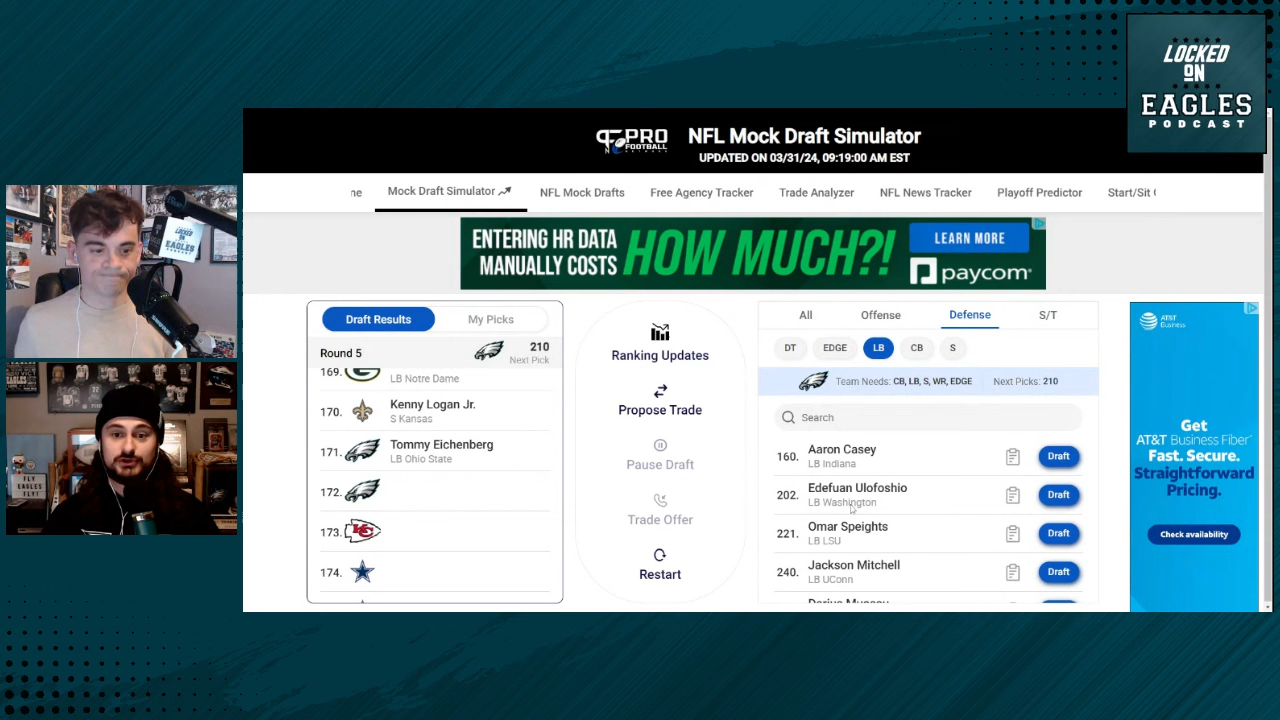 LOCKED
ON
EAGLES
PODCAST
PRO
FOOTBALL
NFL Mock Draft Simulator
UPDATED ON 03/31/24, 09:19:00 AM EST
ne
Mock Draft Simulator
NFL Mock Drafts
Free Agency Tracker
Trade Analyzer
NFL News Tracker
Playoff Predictor
Start/Sit
ENTERING HR DATA
MANUALLY COSTS
HOW MUCH?!
LEARN MORE
paycom
Draft Results
My Picks
Round 5
210
Next Pick
169.
LB Notre Dame
170.
Kenny Logan Jr.
S Kansas
171.
Tommy Eichenberg
LB Ohio State
172.
173.
174.
Ranking Updates
Propose Trade
Pause Draft
Trade Offer
Restart
All
Offense
Defense
S/T
DT
EDGE
LB
CB
S
Team Needs: CB, LB, S, WR, EDGE
Next Picks: 210
Search
160.
Aaron Casey
LB Indiana
Draft
202.
Edefuan Ulofoshio
LB Washington
Draft
221.
Omar Speights
LB LSU
Draft
240.
Jackson Mitchell
LB UConn
Draft
AT&T
Business
Get
AT&T Business Fiber
Fast. Secure.
Straightforward
Pricing.
Check availability
LOCKED
ON
EAGLES
FLY
EAGLES
FLY!